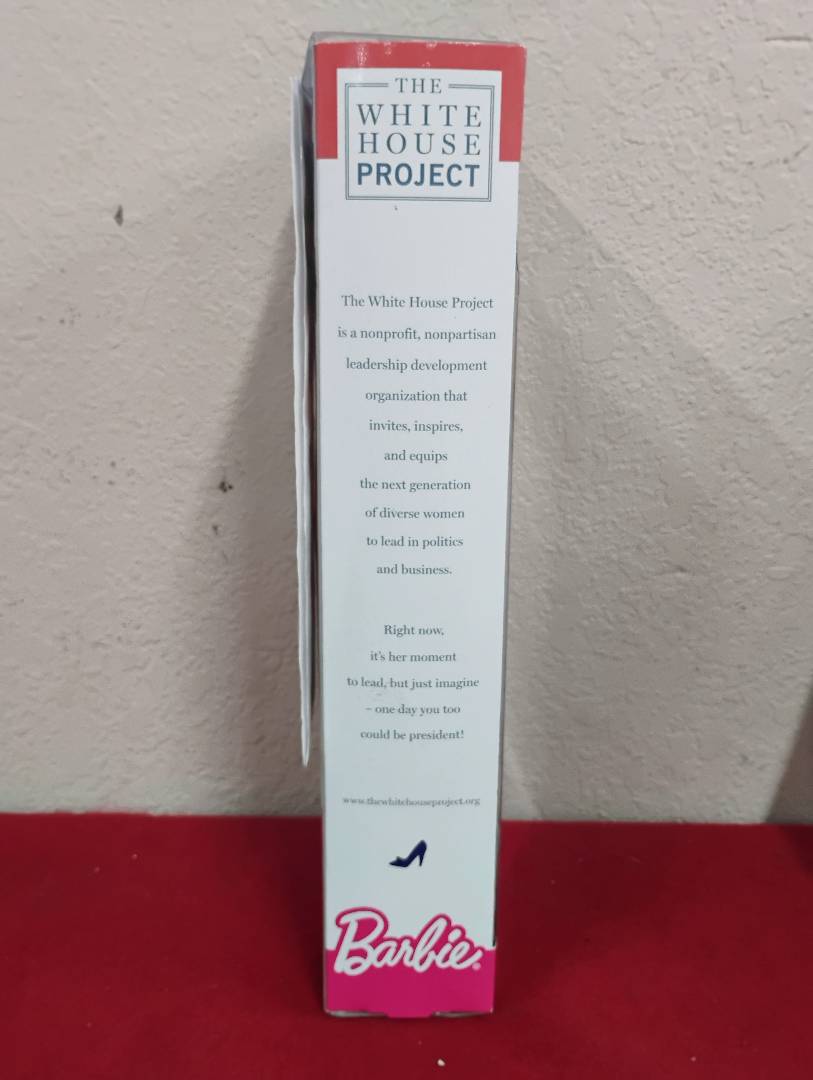 THE
WHITE
HOUSE
PROJECT
The White House Project
is a nonprofit, nonpartisan
leadership development
organization that
invites, inspires,
and equips
the next generation
of diverse women
to lead in politics
and business.
Right now,
it's her moment
to lead, but just imagine
– one day you too
could be president!
www.thewhitehouseproject.org
Barbie®